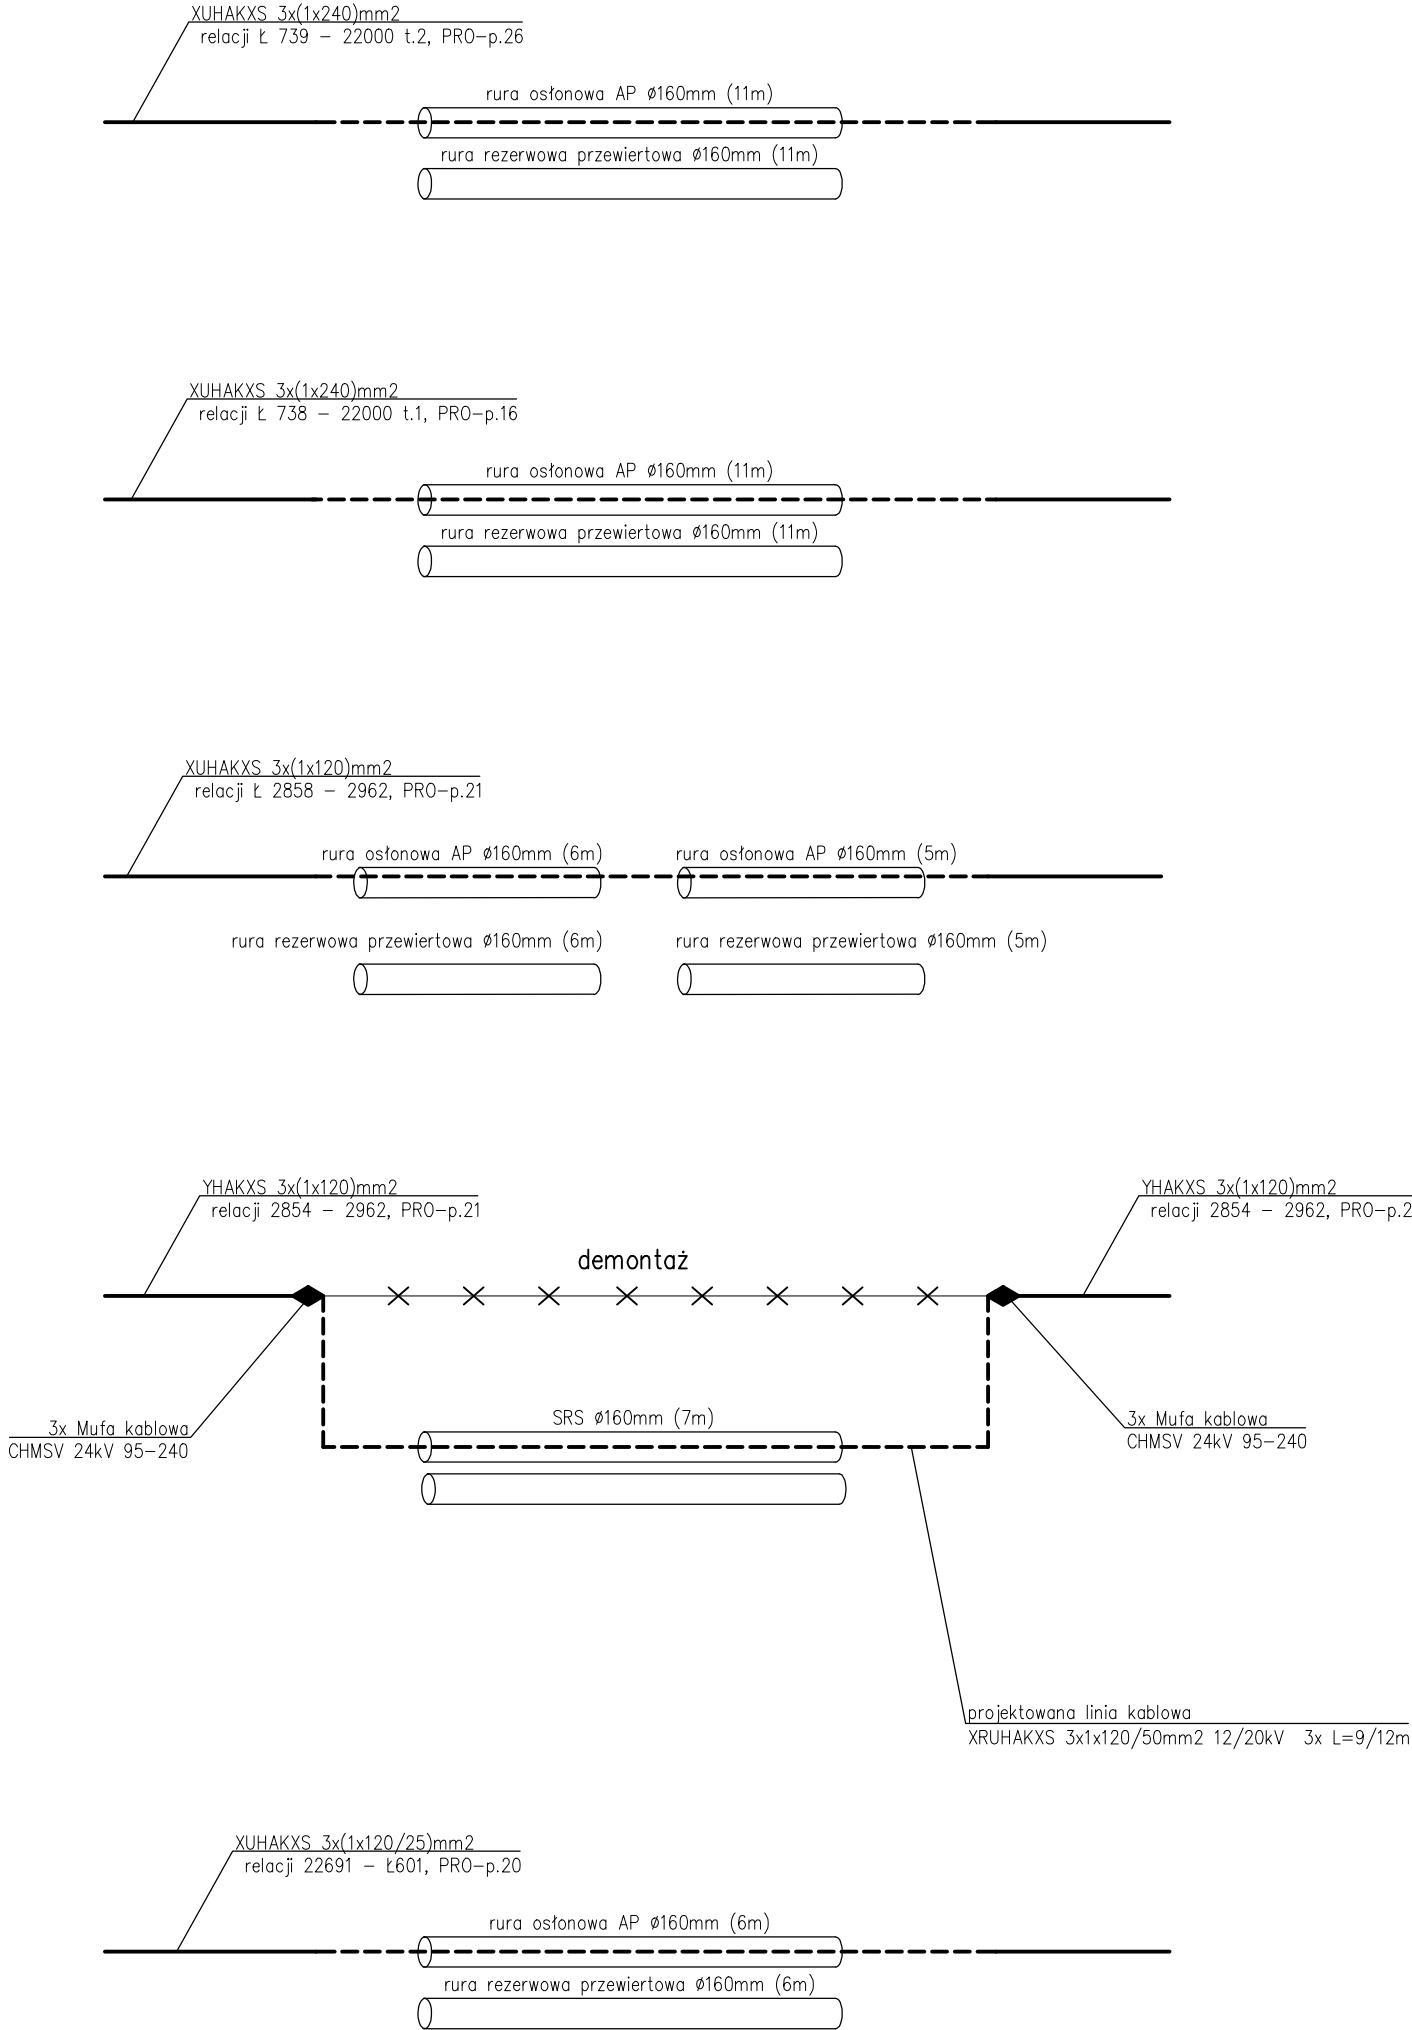 XUHAKXS 3x(1x240)mm2
relacji Ł 739 – 22000 t.2, PRO–p.26
rura osłonowa AP ø160mm (11m)
rura rezerwowa przewiertowa ø160mm (11m)
XUHAKXS 3x(1x240)mm2
relacji Ł 738 – 22000 t.1, PRO–p.16
rura osłonowa AP ø160mm (11m)
rura rezerwowa przewiertowa ø160mm (11m)
XUHAKXS 3x(1x120)mm2
relacji Ł 2858 – 2962, PRO–p.21
rura osłonowa AP ø160mm (6m)
rura osłonowa AP ø160mm (5m)
rura rezerwowa przewiertowa ø160mm (6m)
rura rezerwowa przewiertowa ø160mm (5m)
YHAKXS 3x(1x120)mm2
relacji 2854 – 2962, PRO–p.21
YHAKXS 3x(1x120)mm2
relacji 2854 – 2962, PRO–p.2
demontaż
3x Mufa kablowa
CHMSV 24kV 95–240
SRS ø160mm (7m)
3x Mufa kablowa
CHMSV 24kV 95–240
projektowana linia kablowa
XRUHAKXS 3x1x120/50mm2 12/20kV 3x L=9/12m
XUHAKXS 3x(1x120/25)mm2
relacji 22691 – Ł601, PRO–p.20
rura osłonowa AP ø160mm (6m)
rura rezerwowa przewiertowa ø160mm (6m)